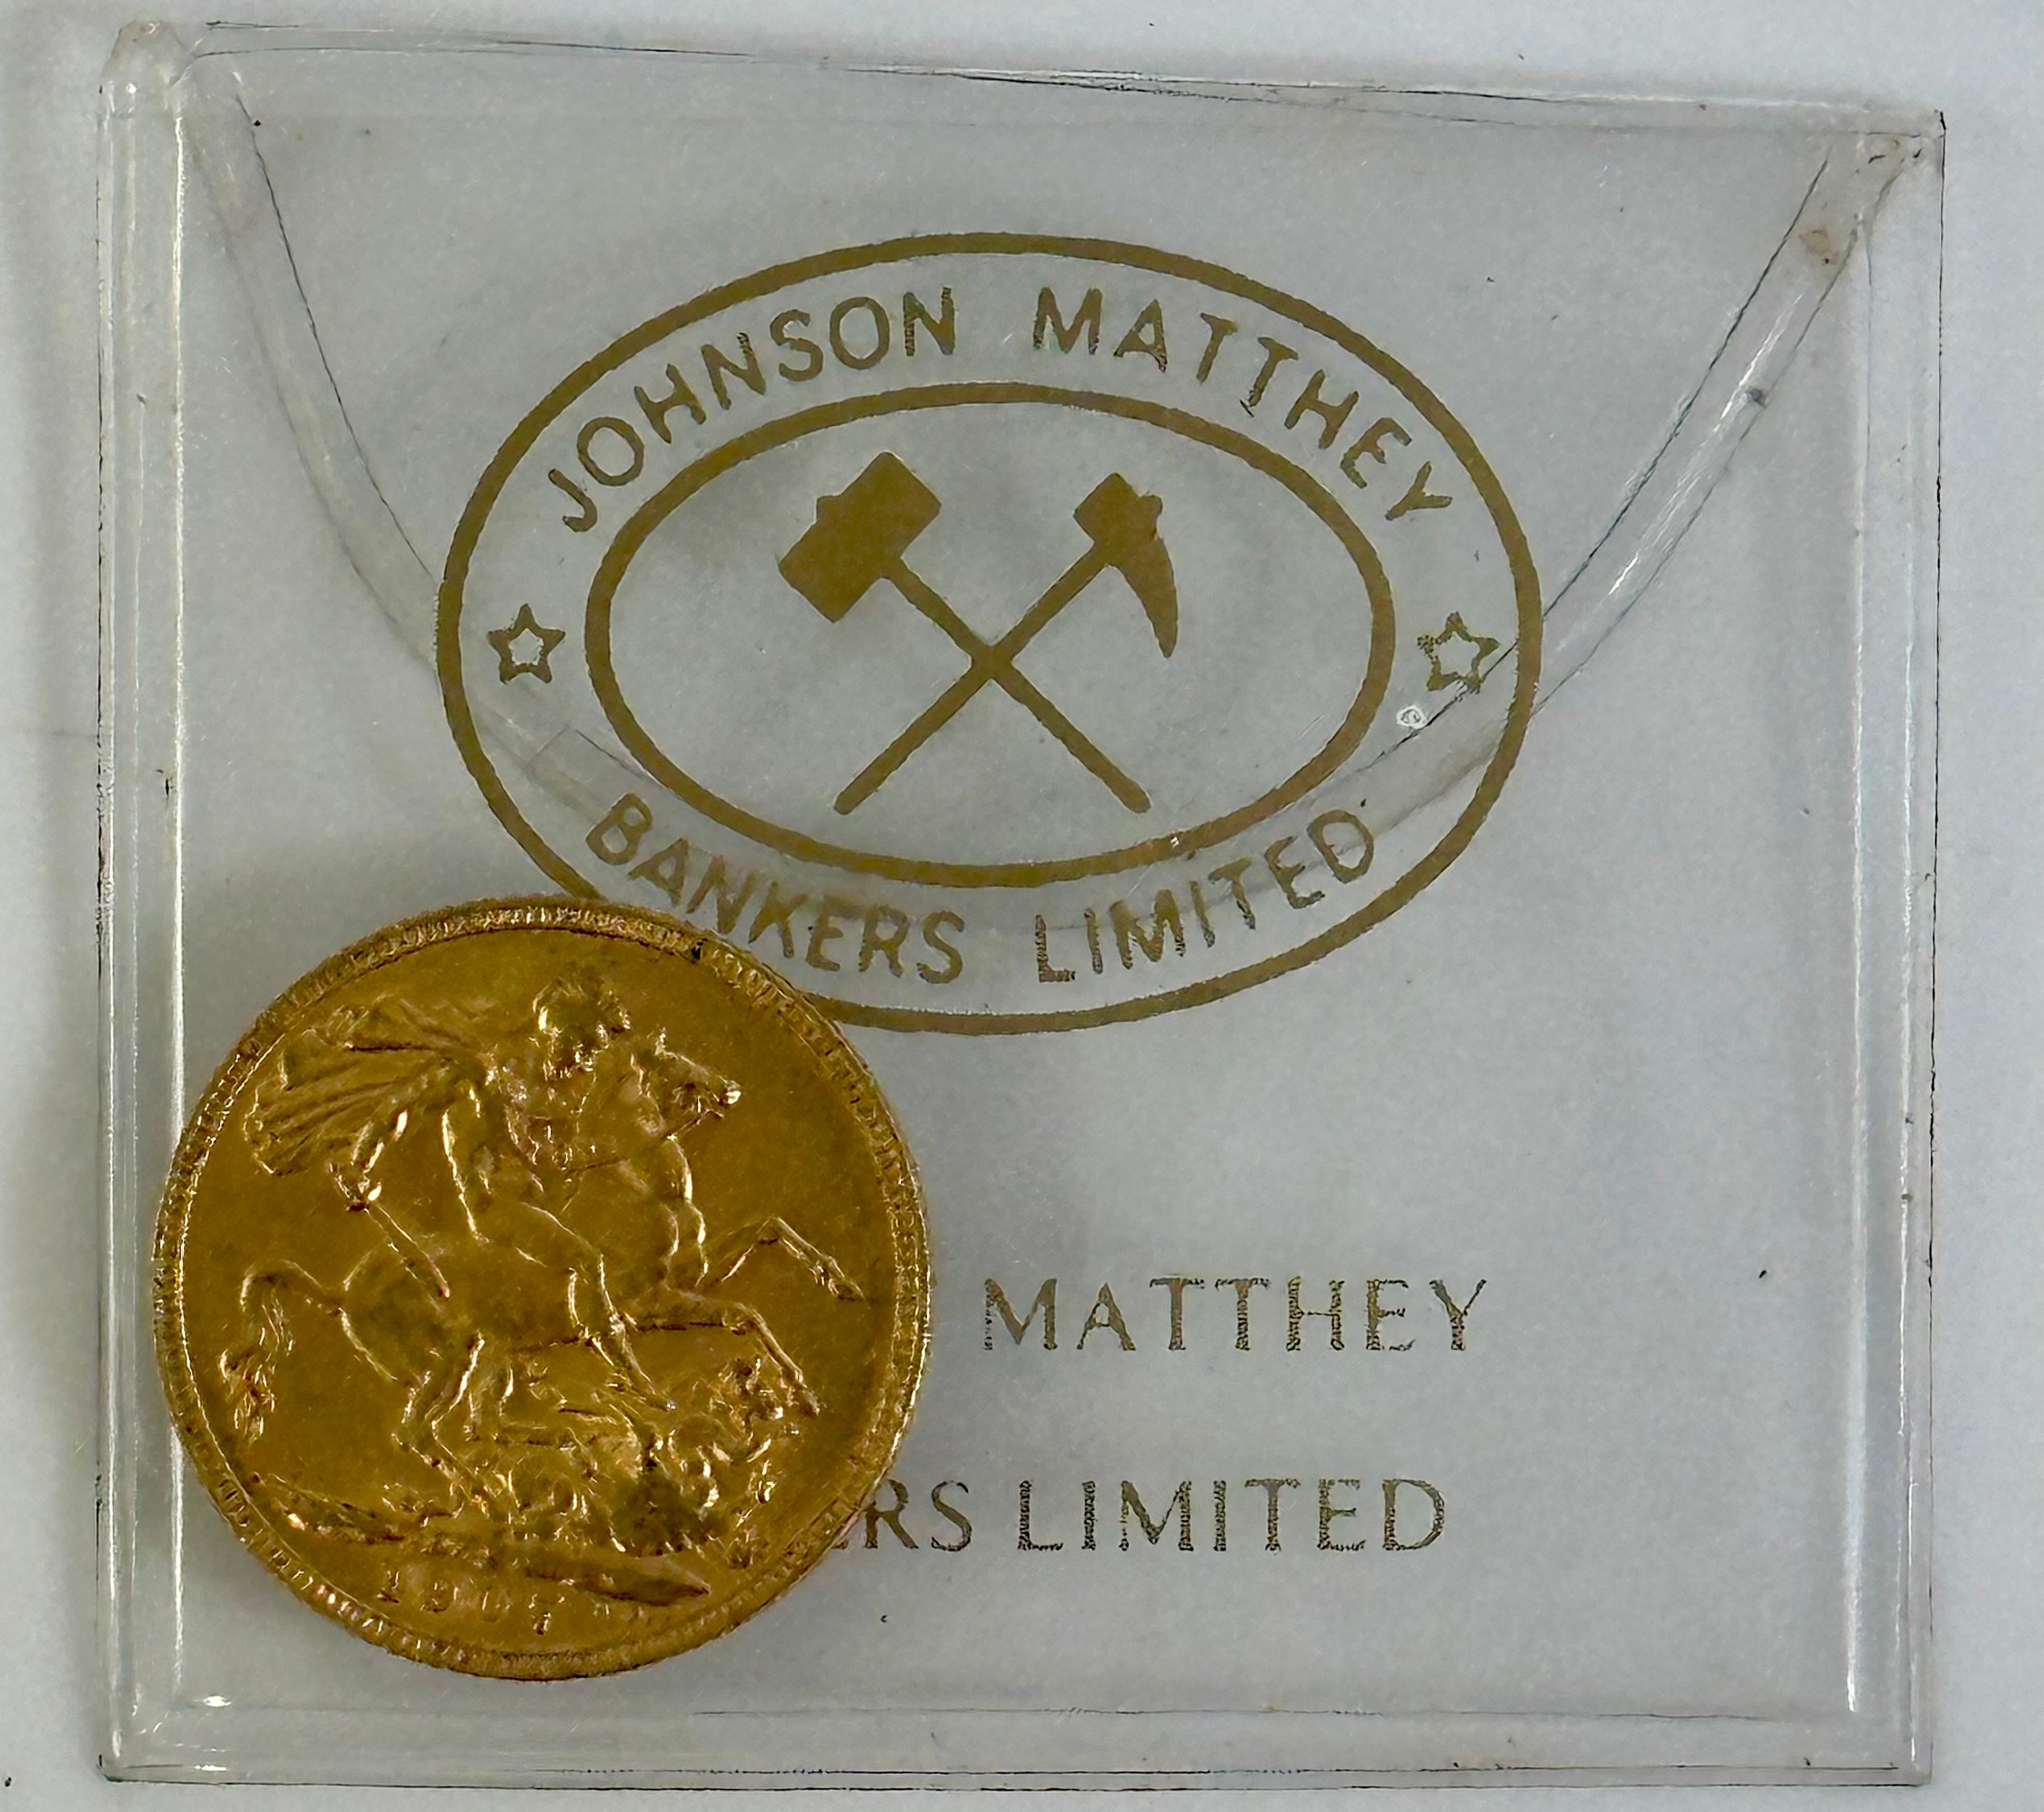 JOHNSON MATTHEY
BANKERS LIMITED
MATTHEY
RS LIMITED